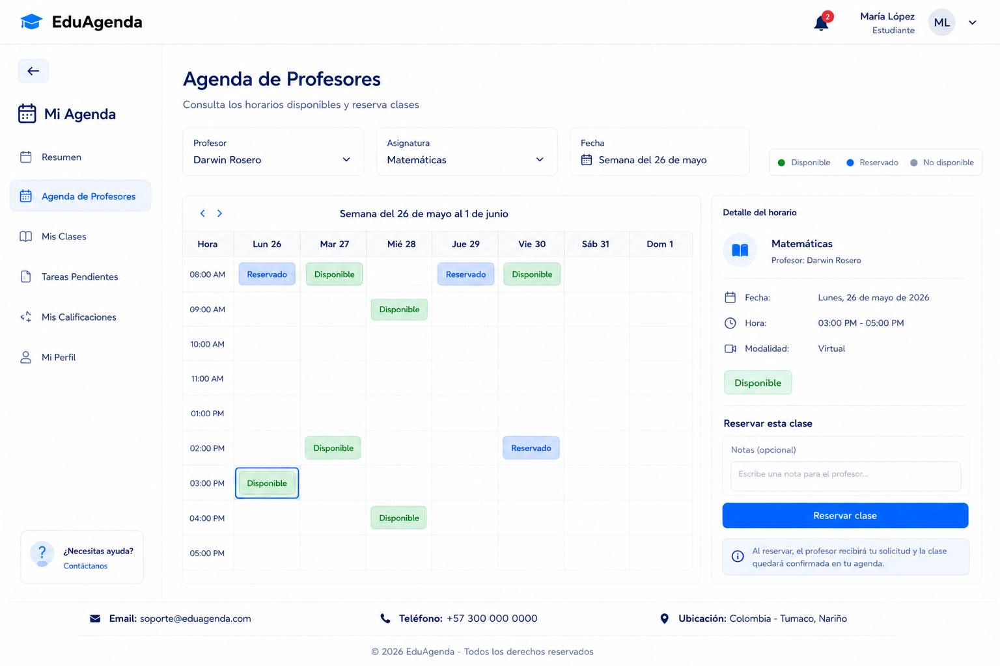 EduAgenda
2
María López
Estudiante
ML
Mi Agenda
Resumen
Agenda de Profesores
Mis Clases
Tareas Pendientes
Mis Calificaciones
Mi Perfil
?
¿Necesitas ayuda?
Contáctanos
Agenda de Profesores
Consulta los horarios disponibles y reserva clases
Profesor
Darwin Rosero
Asignatura
Matemáticas
Fecha
Semana del 26 de mayo
Disponible Reservado No disponible
Semana del 26 de mayo al 1 de junio
Hora Lun 26 Mar 27 Mié 28 Jue 29 Vie 30 Sáb 31 Dom 1
08:00 AM Reservado Disponible Reservado Disponible
09:00 AM Disponible
10:00 AM
11:00 AM
01:00 PM
02:00 PM Disponible Reservado
03:00 PM Disponible
04:00 PM Disponible
05:00 PM
Detalle del horario
Matemáticas
Profesor: Darwin Rosero
Fecha: Lunes, 26 de mayo de 2026
Hora: 03:00 PM - 05:00 PM
Modalidad: Virtual
Disponible
Reservar esta clase
Notas (opcional)
Escribe una nota para el profesor...
Reservar clase
Al reservar, el profesor recibirá tu solicitud y la clase
quedará confirmada en tu agenda.
Email: soporte@eduagenda.com
Teléfono: +57 300 000 0000
Ubicación: Colombia - Tumaco, Nariño
© 2026 EduAgenda - Todos los derechos reservados